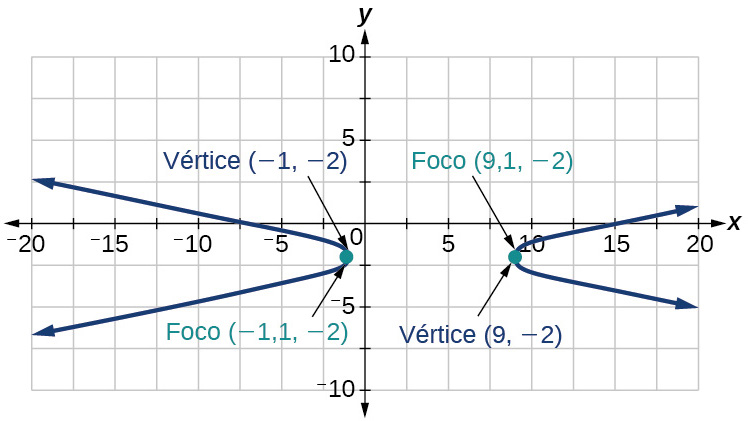 y
10
5
Vértice (−1, −2)
Foco (9,1, −2)
x
−20 −15 −10 −5 0 5 10 15 20
−5
Foco (−1,1, −2)
Vértice (9, −2)
−10